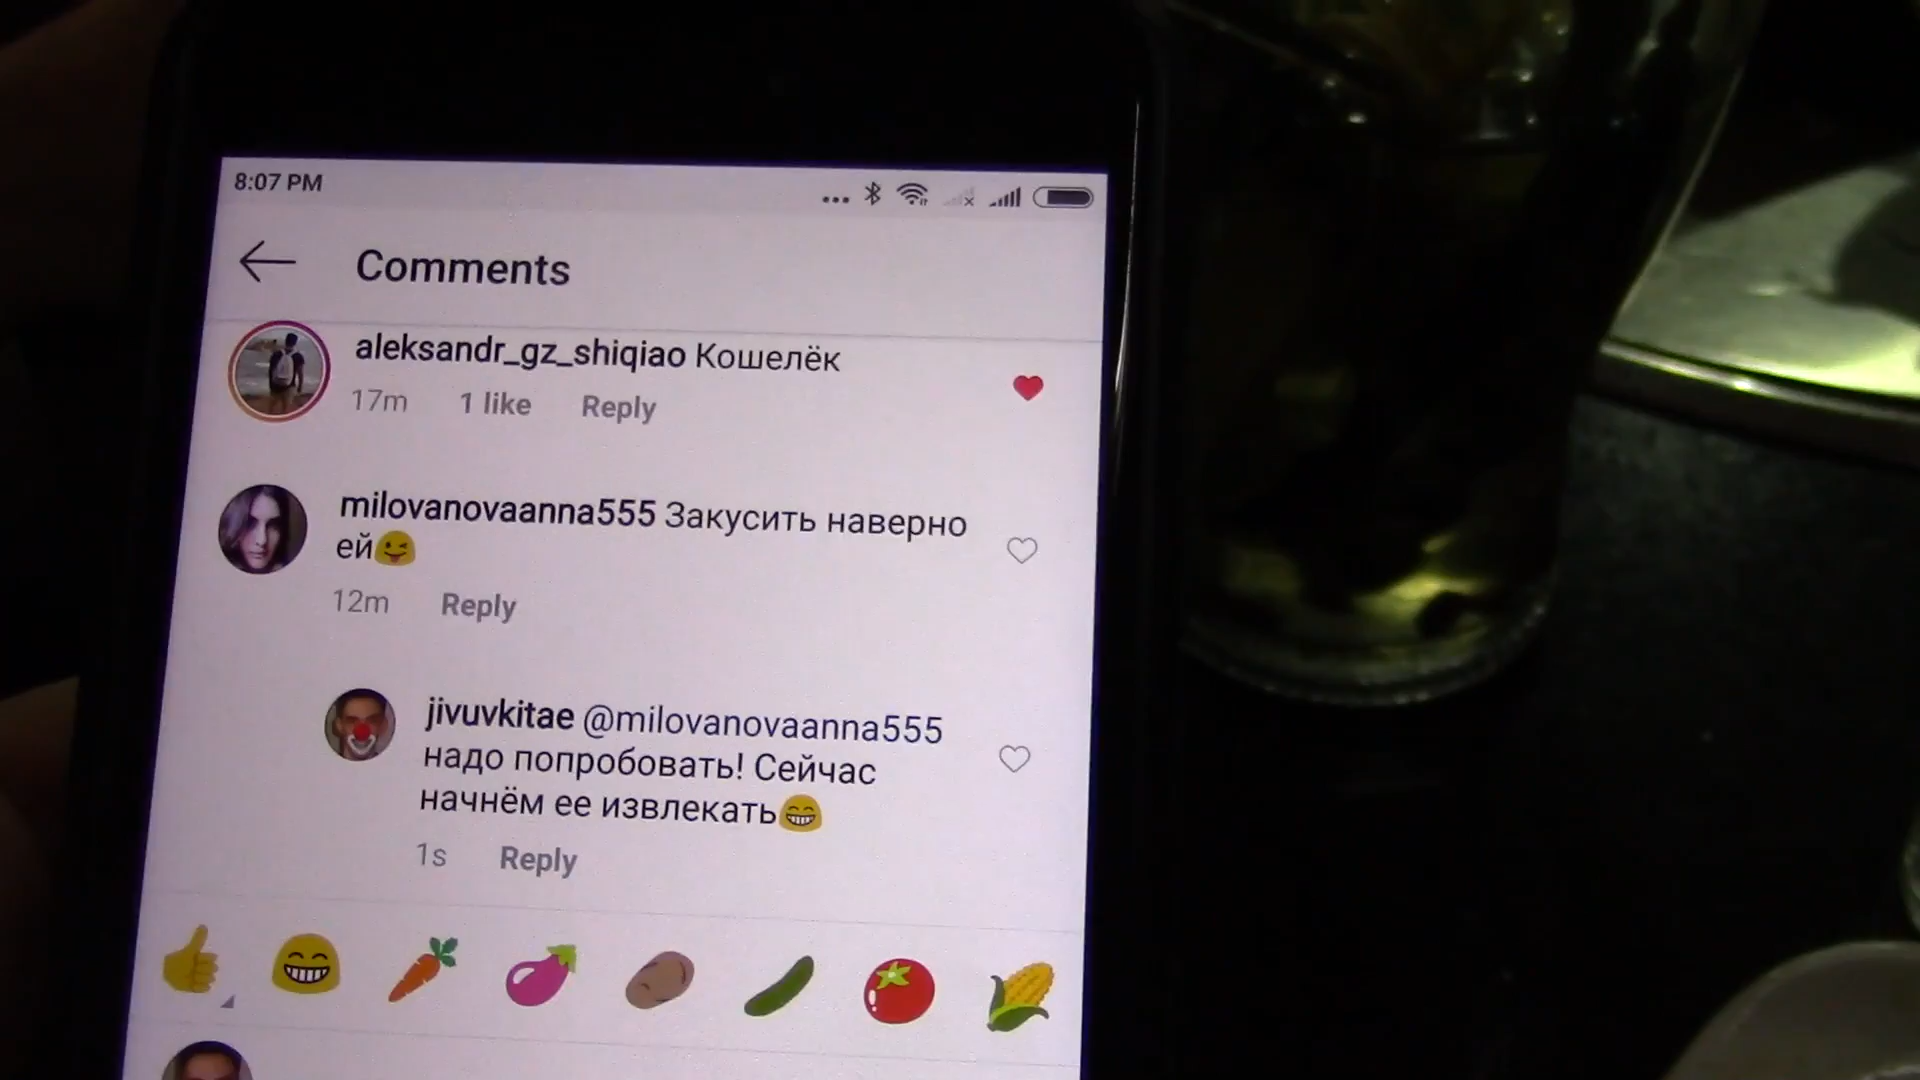 8:07 PM
Comments
aleksandr_gz_shiqiao Кошелёк
17m 1 like Reply
milovanovaanna555 Закусить наверно
ей😜
12m Reply
jivuvkitae @milovanovaanna555
надо попробовать! Сейчас
начнём ее извлекать😁
1s Reply